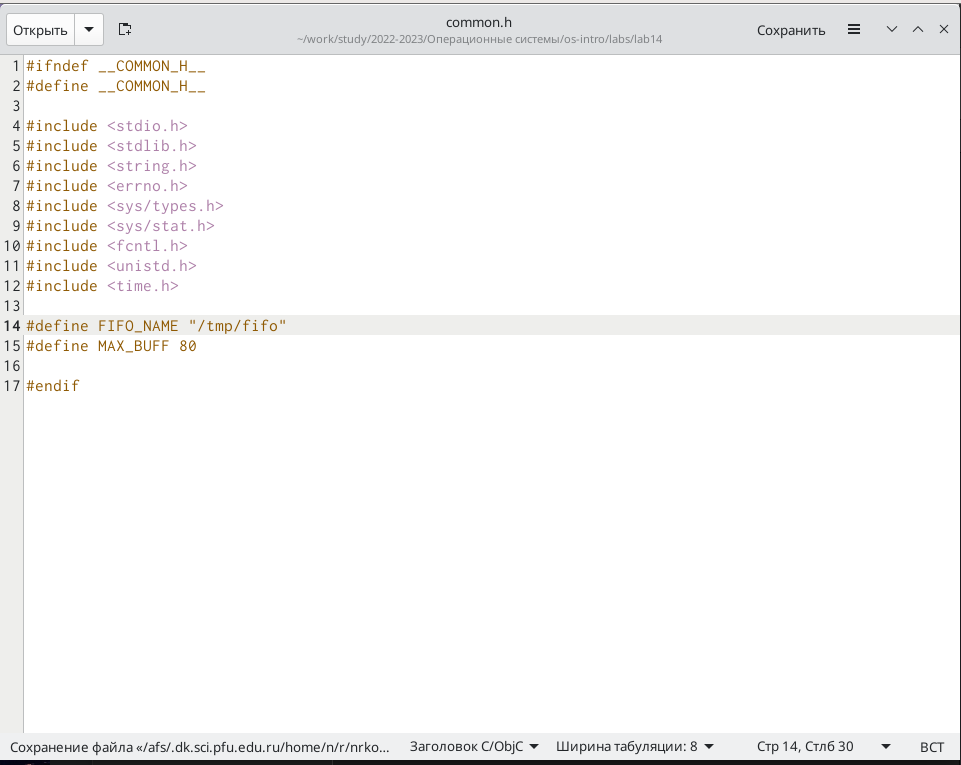 Открыть
common.h
~/work/study/2022-2023/Операционные системы/os-intro/labs/lab14
Сохранить
1 #ifndef __COMMON_H__
2 #define __COMMON_H__
3
4 #include <stdio.h>
5 #include <stdlib.h>
6 #include <string.h>
7 #include <errno.h>
8 #include <sys/types.h>
9 #include <sys/stat.h>
10 #include <fcntl.h>
11 #include <unistd.h>
12 #include <time.h>
13
14 #define FIFO_NAME "/tmp/fifo"
15 #define MAX_BUFF 80
16
17 #endif
Сохранение файла «/afs/.dk.sci.pfu.edu.ru/home/n/r/nrko... Заголовок C/ObjC Ширина табуляции: 8 Стр 14, Стлб 30 ВСТ